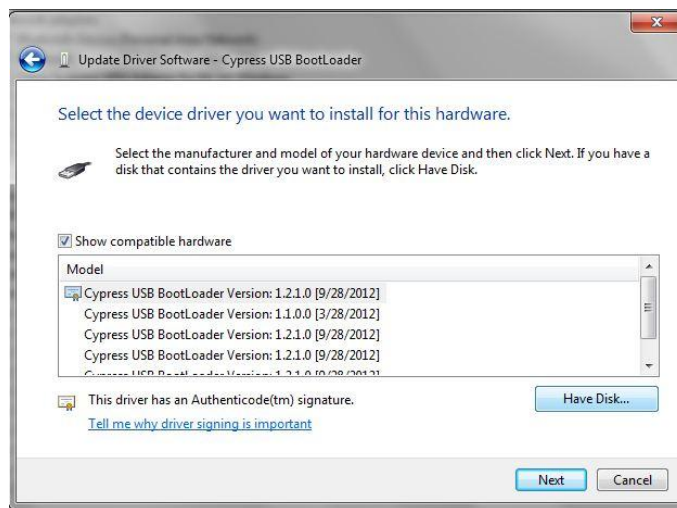 Update Driver Software - Cypress USB BootLoader
Select the device driver you want to install for this hardware.
Select the manufacturer and model of your hardware device and then click Next. If you have a
disk that contains the driver you want to install, click Have Disk.
Show compatible hardware
Model
Cypress USB BootLoader Version: 1.2.1.0 [9/28/2012]
Cypress USB BootLoader Version: 1.1.0.0 [3/28/2012]
Cypress USB BootLoader Version: 1.2.1.0 [9/28/2012]
Cypress USB BootLoader Version: 1.2.1.0 [9/28/2012]
This driver has an Authenticode(tm) signature.
Have Disk...
Tell me why driver signing is important
Next
Cancel